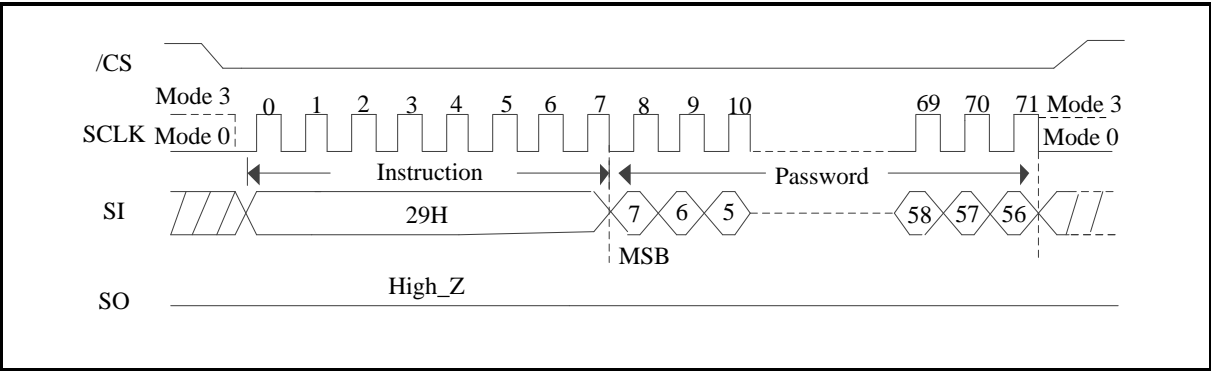 /CS
Mode 3 0 1 2 3 4 5 6 7 8 9 10 69 70 71 Mode 3
SCLK Mode 0 Mode 0
Instruction Password
SI 29H 7 6 5 58 57 56
MSB
High_Z
SO